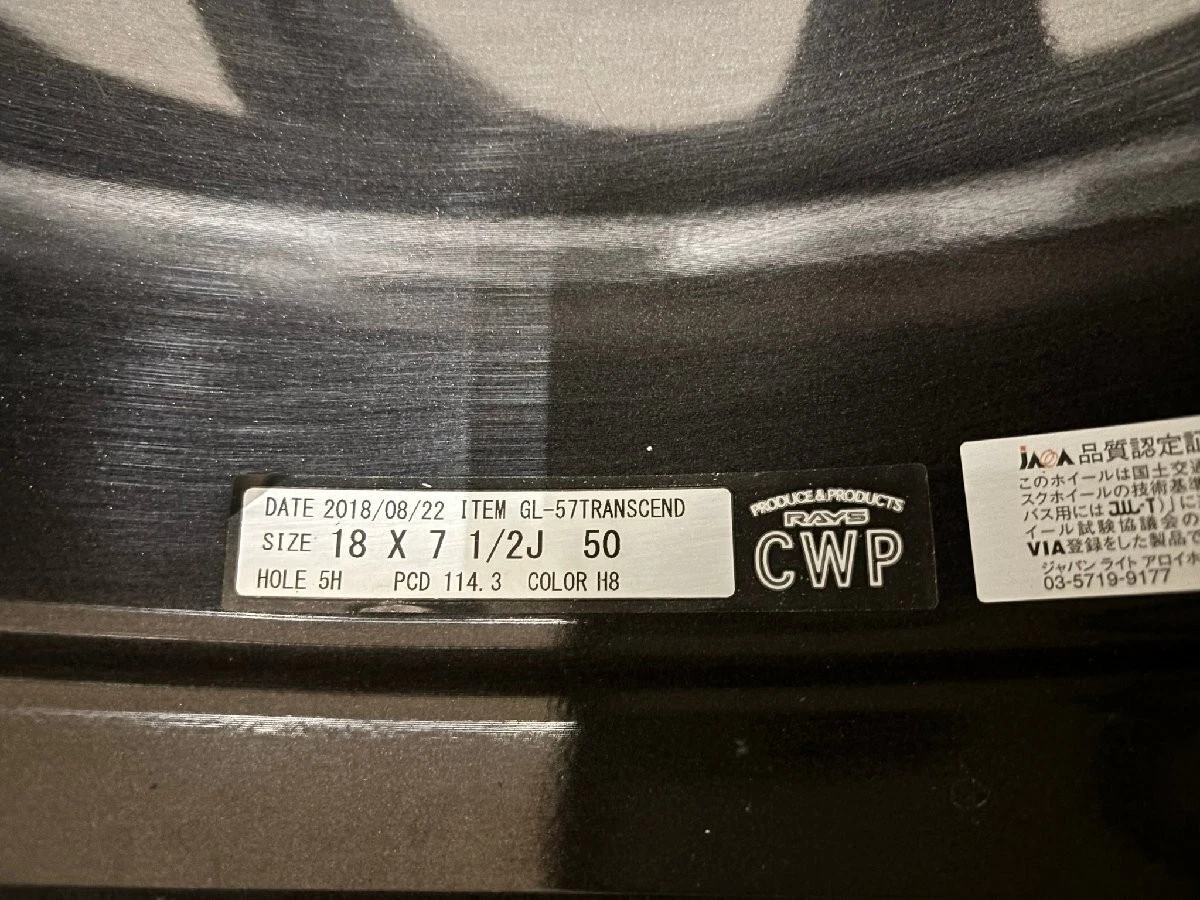 DATE 2018/08/22 ITEM GL-57TRANSCEND
SIZE 18 X 7 1/2J 50
HOLE 5H PCD 114.3 COLOR H8
PRODUCE&PRODUCTS
RAYS
CWP
JAWA 品質認定証
このホイールは国土交
スクホイールの技術基準
バス用には JWL-T)」に
イール試験協議会の
VIA登録をした製品で
ジャパン ライト アロイホ
03-5719-9177